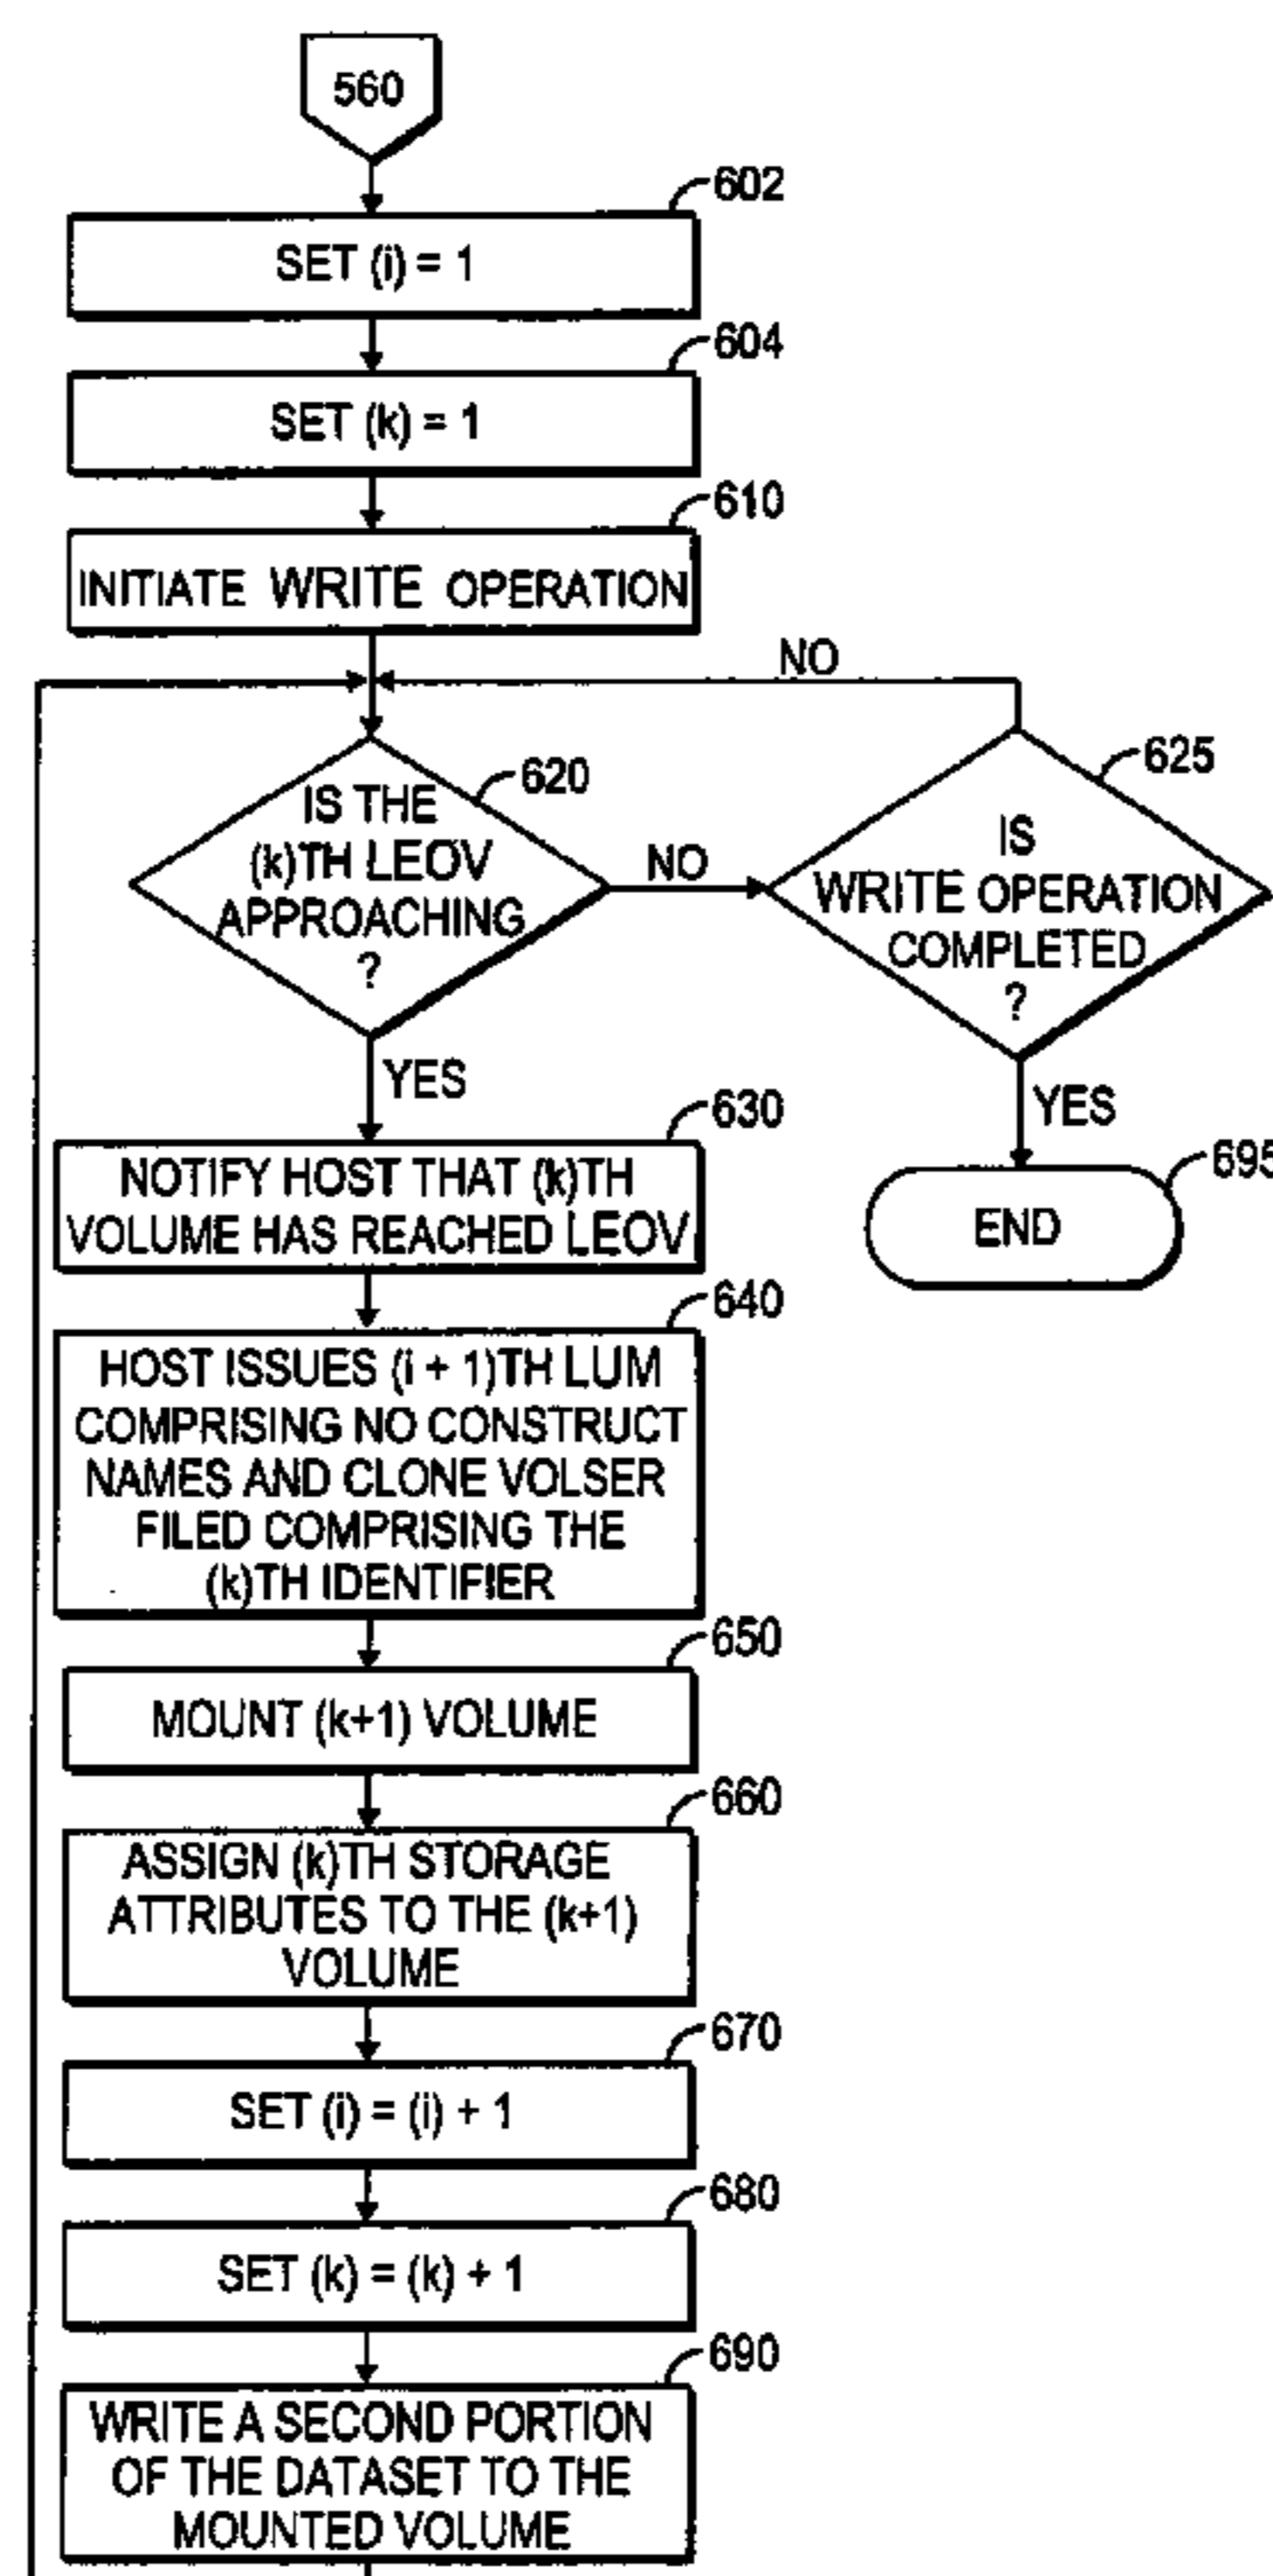 560
602
SET (i) = 1
604
SET (k) = 1
610
INITIATE WRITE OPERATION
NO
620
IS THE
(k)TH LEOV
APPROACHING
?
NO
625
IS
WRITE OPERATION
COMPLETED
?
YES
YES
630
NOTIFY HOST THAT (k)TH
VOLUME HAS REACHED LEOV
695
END
640
HOST ISSUES (i + 1)TH LUM
COMPRISING NO CONSTRUCT
NAMES AND CLONE VOLSER
FILED COMPRISING THE
(k)TH IDENTIFIER
650
MOUNT (k+1) VOLUME
660
ASSIGN (k)TH STORAGE
ATTRIBUTES TO THE (k+1)
VOLUME
670
SET (i) = (i) + 1
680
SET (k) = (k) + 1
690
WRITE A SECOND PORTION
OF THE DATASET TO THE
MOUNTED VOLUME